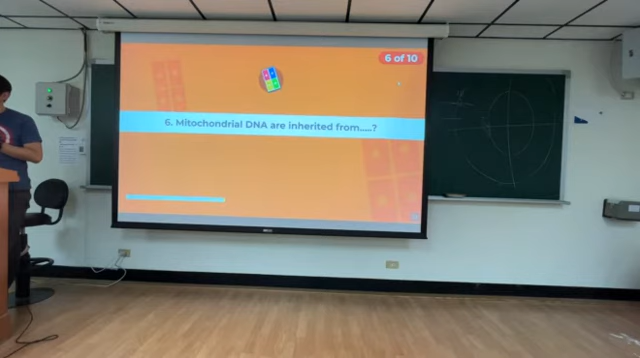 6 of 10
6. Mitochondrial DNA are inherited from.....?